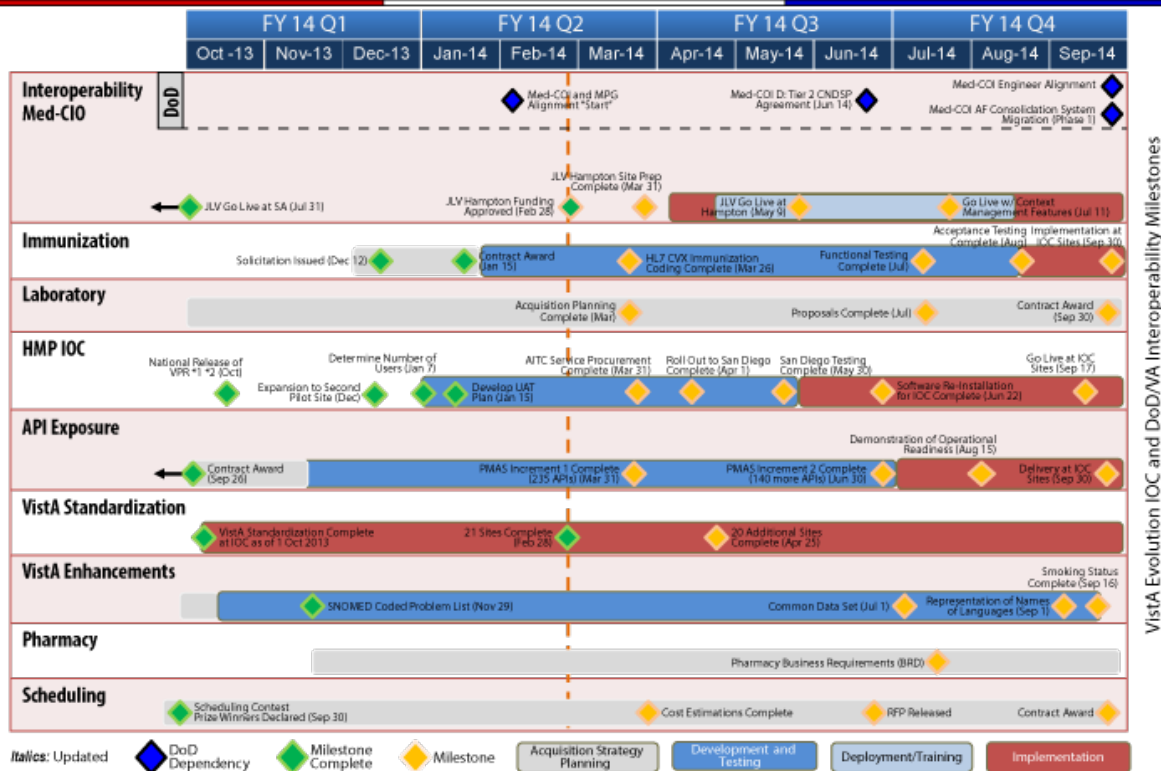 FY 14 Q1
FY 14 Q2
FY 14 Q3
FY 14 Q4
Oct -13
Nov-13
Dec-13
Jan-14
Feb-14
Mar-14
Apr-14
May-14
Jun-14
Jul-14
Aug-14
Sep-14
Interoperability
Med-CIO
DoD
Med-COI and MPG
Alignment "Start"
Med-COI D: Tier 2 CNDSP
Agreement (Jun 14)
Med-COI Engineer Alignment
Med-COI AF Consolidation System
Migration (Phase 1)
JLV Go Live at SA (Jul 31)
JLV Hampton Funding
Approved (Feb 28)
JLV Hampton Site Prep
Complete (Mar 31)
JLV Go Live at
Hampton (May 9)
Go Live w/ Context
Management Features (Jul 11)
Immunization
Solicitation Issued (Dec 12)
Contract Award
(Jan 15)
HL7 CVX Immunization
Coding Complete (Mar 26)
Functional Testing
Complete (Jul)
Acceptance Testing
Complete (Aug)
Implementation at
IOC Sites (Sep 30)
Laboratory
Acquisition Planning
Complete (Mar)
Proposals Complete (Jul)
Contract Award
(Sep 30)
HMP IOC
National Release of
VPR *1 *2 (Oct)
Expansion to Second
Pilot Site (Dec)
Determine Number of
Users (Jan 7)
Develop UAT
Plan (Jan 15)
AITC Service Procurement
Complete (Mar 31)
Roll Out to San Diego
Complete (Apr 1)
San Diego Testing
Complete (May 30)
Software Re-Installation
for IOC Complete (Jun 22)
Go Live at IOC
Sites (Sep 17)
API Exposure
Contract Award
(Sep 26)
PMAS Increment 1 Complete
(235 APIs) (Mar 31)
PMAS Increment 2 Complete
(140 more APIs) (Jun 30)
Demonstration of Operational
Readiness (Aug 15)
Delivery at IOC
Sites (Sep 30)
VistA Standardization
VistA Standardization Complete
at IOC as of 1 Oct 2013
21 Sites Complete
(Feb 28)
20 Additional Sites
Complete (Apr 25)
VistA Enhancements
SNOMED Coded Problem List (Nov 29)
Common Data Set (Jul 1)
Representation of Names
of Languages (Sep 1)
Smoking Status
Complete (Sep 16)
Pharmacy
Pharmacy Business Requirements (BRD)
Scheduling
Scheduling Contest
Prize Winners Declared (Sep 30)
Cost Estimations Complete
RFP Released
Contract Award
Italics: Updated
DoD
Dependency
Milestone
Complete
Milestone
Acquisition Strategy
Planning
Development and
Testing
Deployment/Training
Implementation
VistA Evolution IOC and DoD/VA Interoperability Milestones